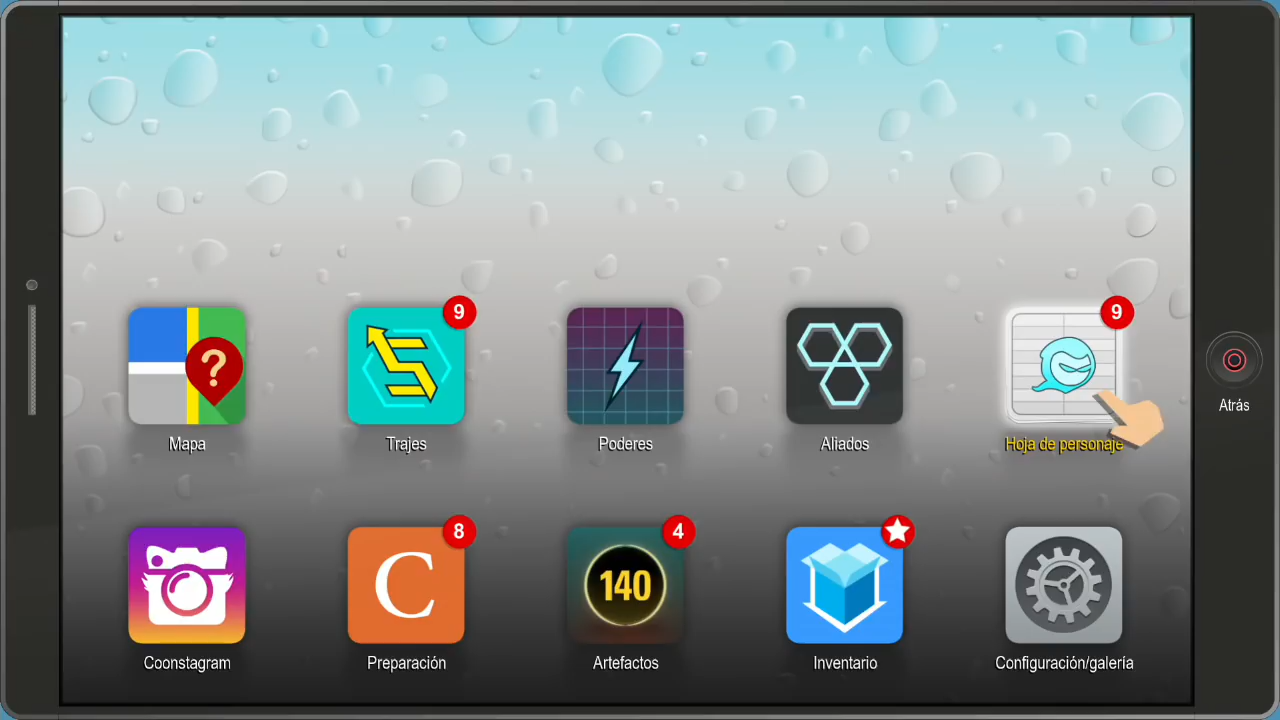 9
9
?
Mapa
Trajes
Poderes
Aliados
Hoja de personaje
Atrás
8
4
C
140
Coonstagram
Preparación
Artefactos
Inventario
Configuración/galería